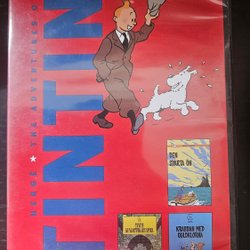 HERGÉ ★ THE ADVENTURES O
TINTIN
DEN
SVARTA ÖN
KRABBAN MED
GULDKLORNA